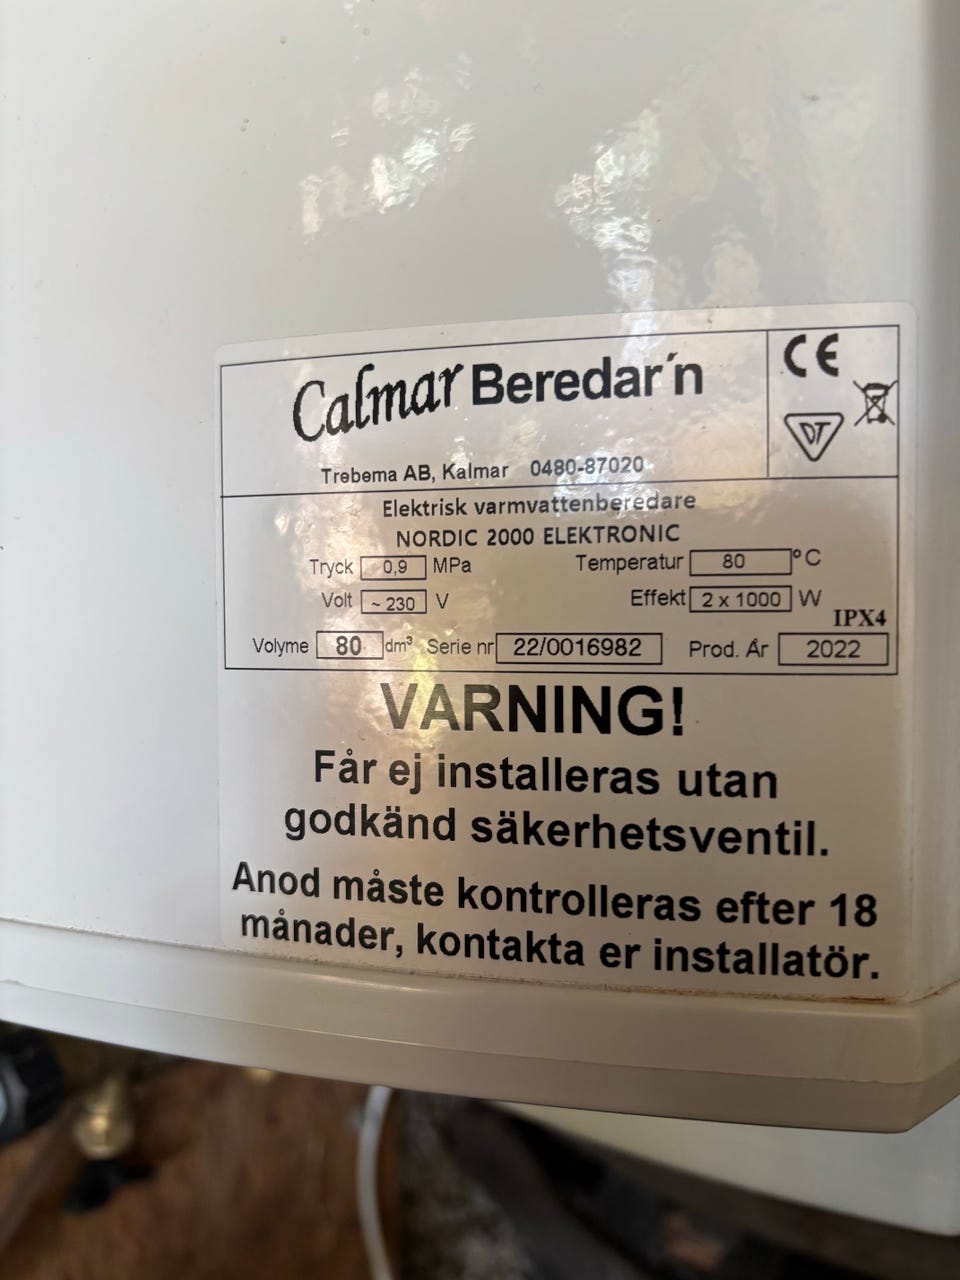 Calmar Beredar´n
CE
DT
Trebema AB, Kalmar 0480-87020
Elektrisk varmvattenberedare
NORDIC 2000 ELEKTRONIC
Tryck 0,9 MPa Temperatur 80 °C
Volt ~ 230 V Effekt 2 x 1000 W
IPX4
Volyme 80 dm³ Serie nr 22/0016982 Prod. År 2022
VARNING!
Får ej installeras utan
godkänd säkerhetsventil.
Anod måste kontrolleras efter 18
månader, kontakta er installatör.